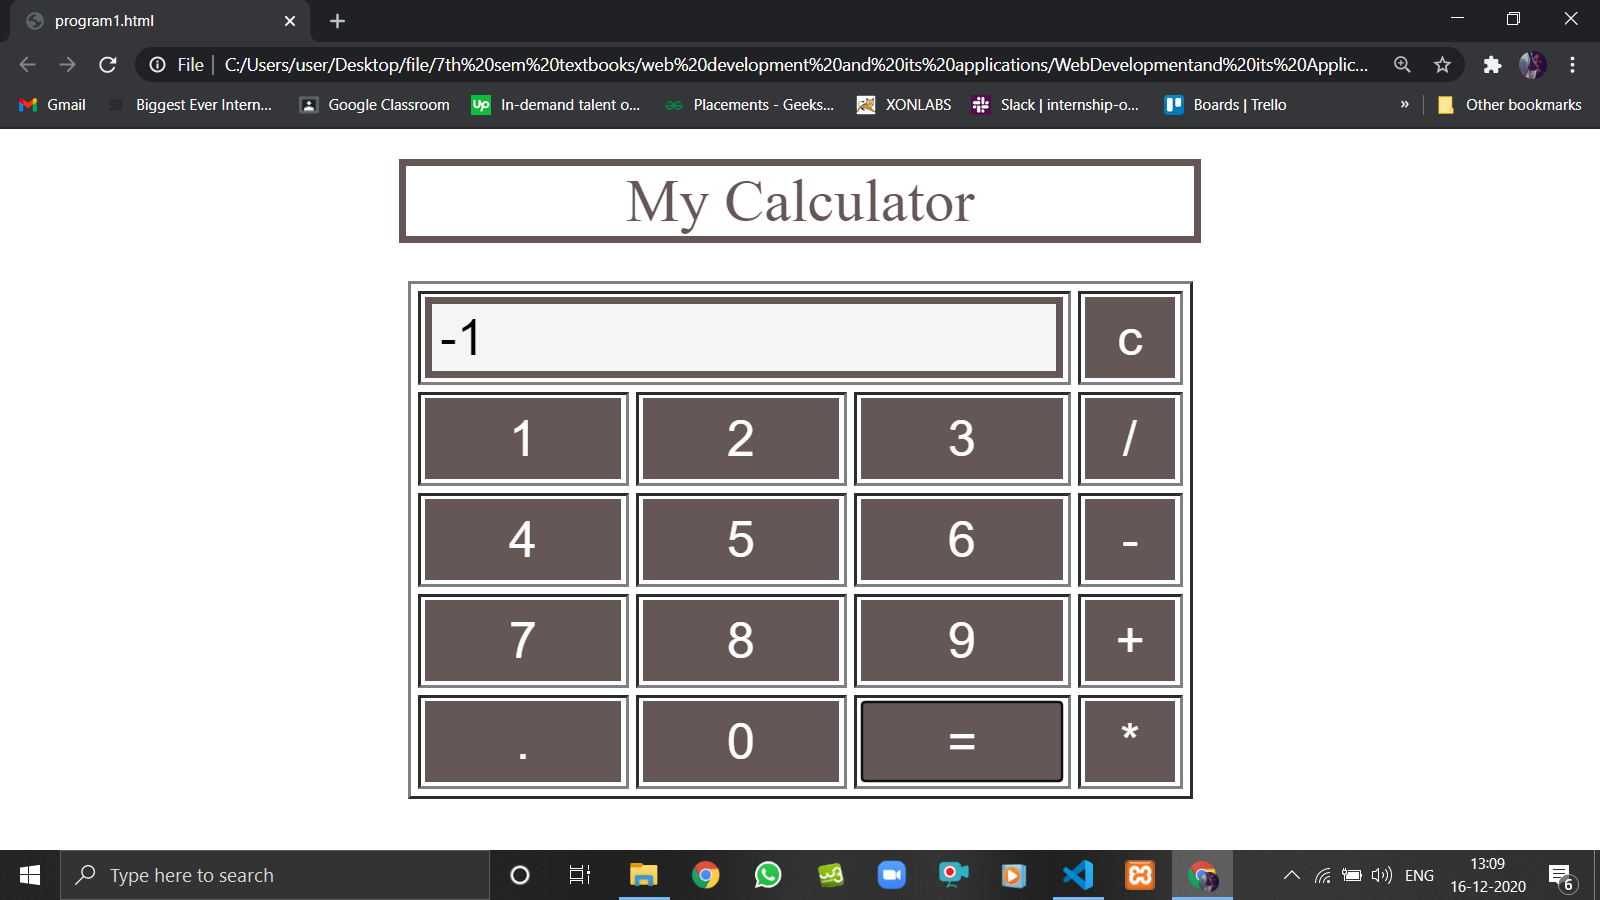 program1.html
File C:/Users/user/Desktop/file/7th%20sem%20textbooks/web%20development%20and%20its%20applications/WebDevelopmentand%20its%20Applic...
Gmail SB Biggest Ever Intern... Google Classroom Up In-demand talent o... Placements - Geeks... XONLABS Slack | internship-o... Boards | Trello » Other bookmarks
My Calculator
-1 c
1 2 3 /
4 5 6 -
7 8 9 +
. 0 = *
Type here to search w3 ENG 13:09
16-12-2020 6